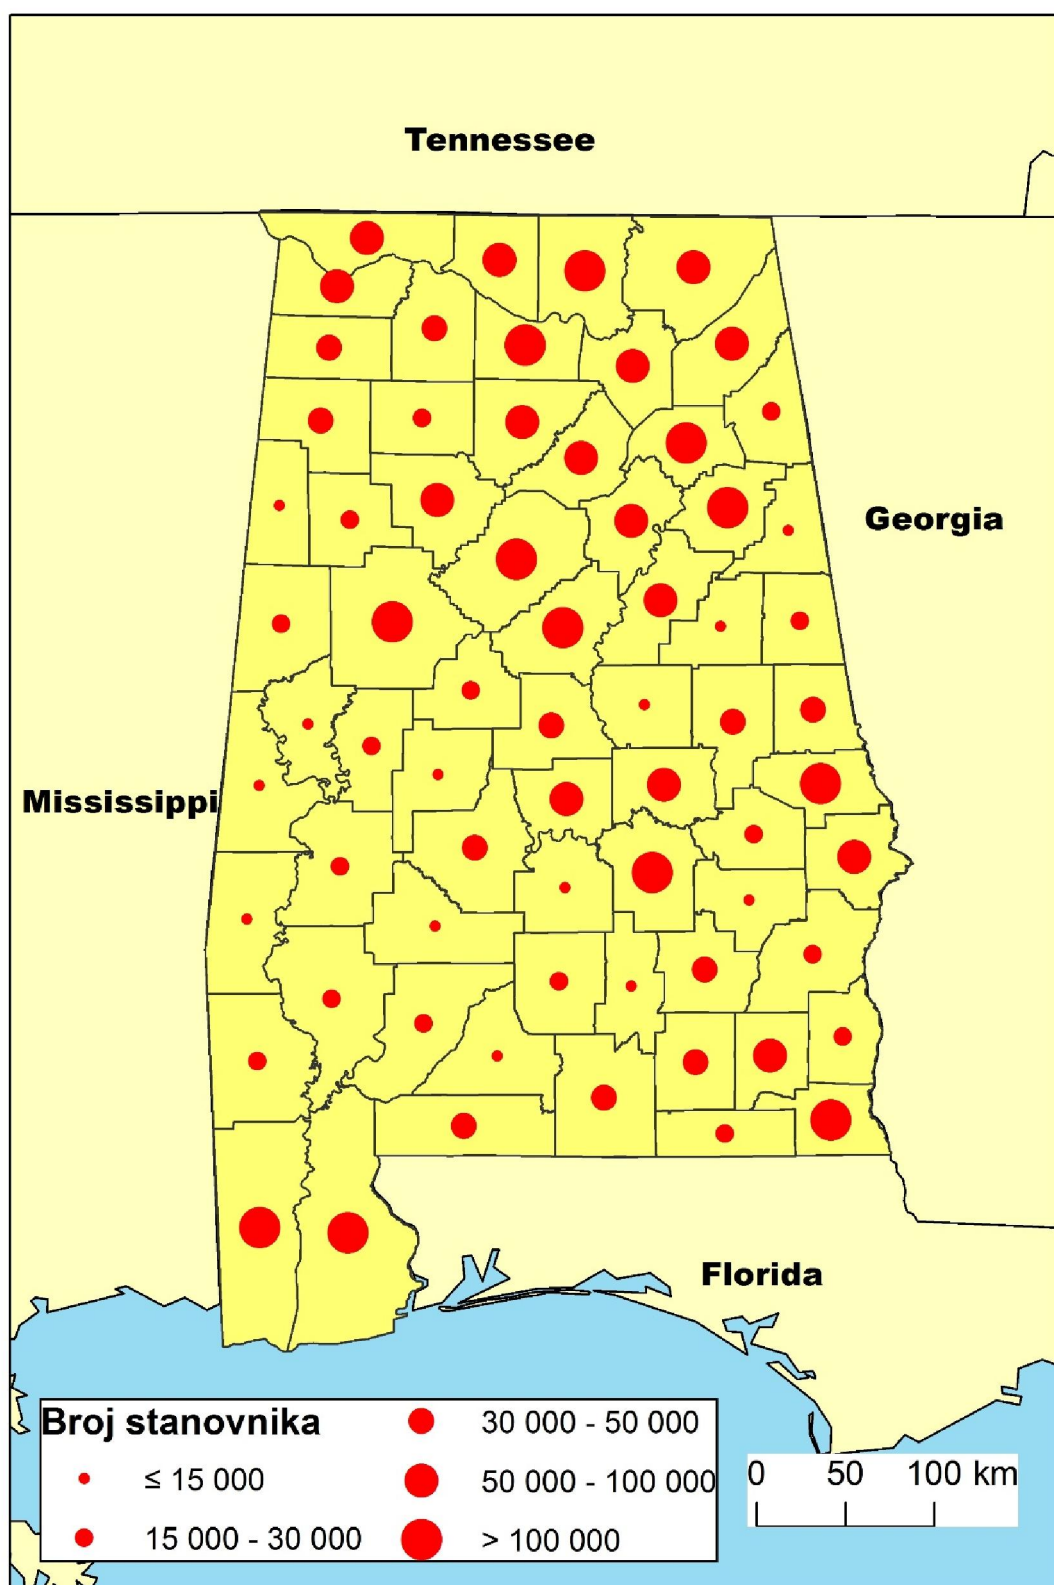 Tennessee
Georgia
Mississippi
Florida
Broj stanovnika
≤ 15 000
15 000 - 30 000
30 000 - 50 000
50 000 - 100 000
> 100 000
0 50 100 km